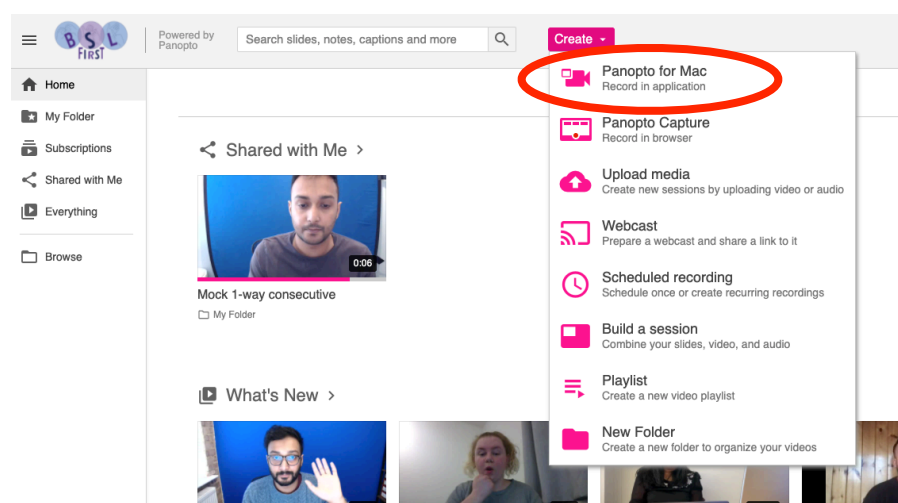 BSL
FIRST
Powered by
Panopto
Search slides, notes, captions and more
Create
Home
My Folder
Subscriptions
Shared with Me
Everything
Browse
Panopto for Mac
Record in application
Panopto Capture
Record in browser
Upload media
Create new sessions by uploading video or audio
Webcast
Prepare a webcast and share a link to it
Scheduled recording
Schedule once or create recurring recordings
Build a session
Combine your slides, video, and audio
Playlist
Create a new video playlist
New Folder
Create a new folder to organize your videos
Shared with Me
0:06
Mock 1-way consecutive
My Folder
What's New